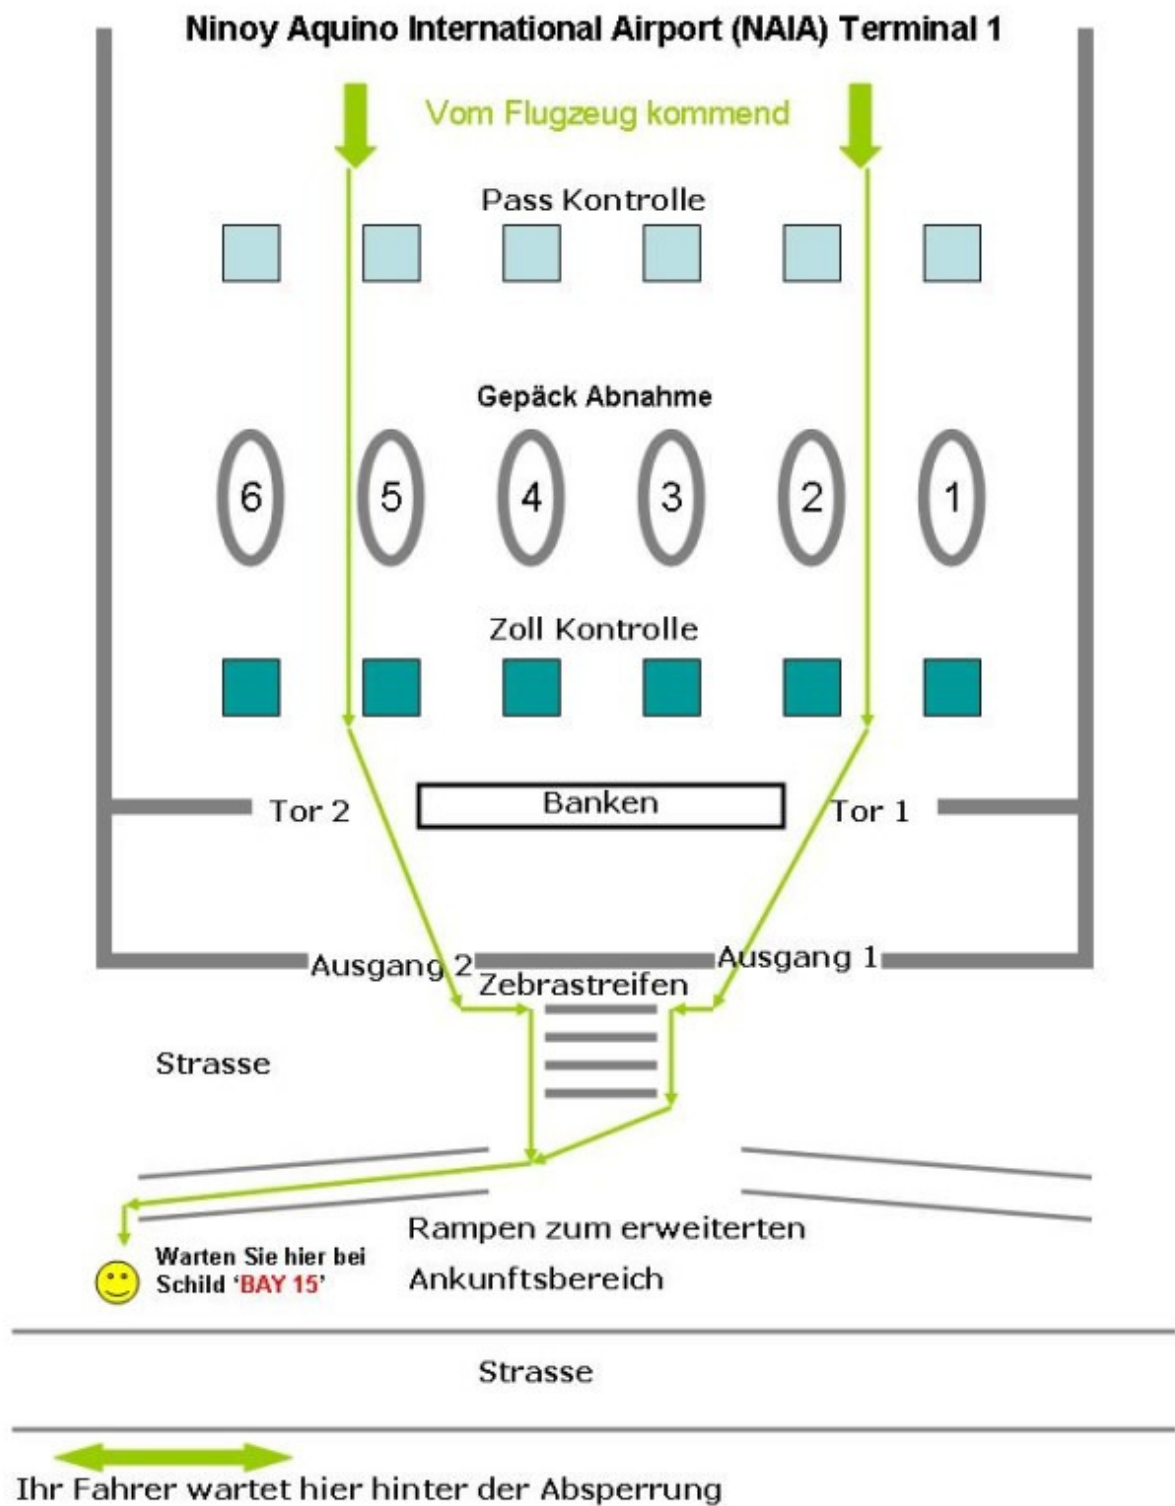 Ninoy Aquino International Airport (NAIA) Terminal 1
Vom Flugzeug kommend
Pass Kontrolle
Gepäck Abnahme
6 5 4 3 2 1
Zoll Kontrolle
Tor 2 Banken Tor 1
Ausgang 2 Ausgang 1
Zebrastreifen
Strasse
Rampen zum erweiterten
Ankunftsbereich
Warten Sie hier bei
Schild 'BAY 15'
Strasse
Ihr Fahrer wartet hier hinter der Absperrung